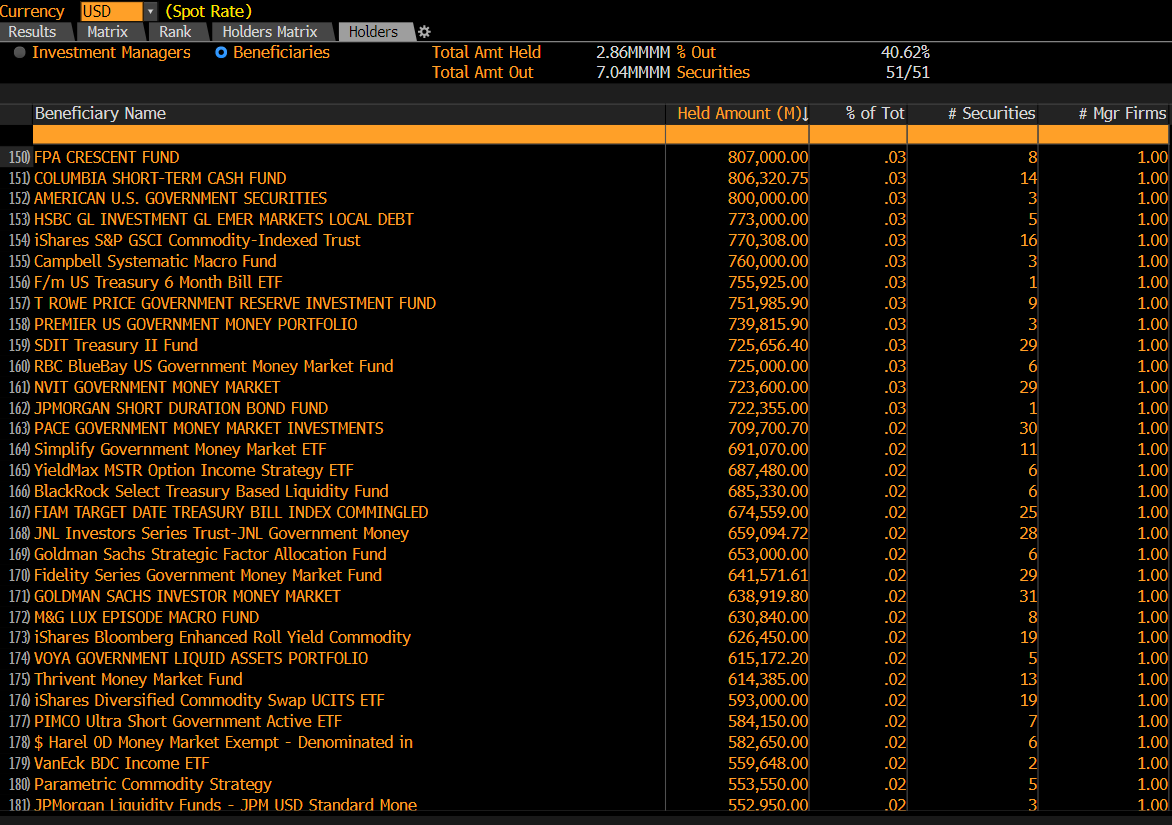 Currency USD (Spot Rate)
Results Matrix Rank Holders Matrix Holders
Investment Managers Beneficiaries Total Amt Held 2.86MMMM % Out 40.62%
Total Amt Out 7.04MMMM Securities 51/51
Beneficiary Name Held Amount (M)↓ % of Tot # Securities # Mgr Firms
150) FPA CRESCENT FUND 807,000.00 .03 8 1.00
151) COLUMBIA SHORT-TERM CASH FUND 806,320.75 .03 14 1.00
152) AMERICAN U.S. GOVERNMENT SECURITIES 800,000.00 .03 3 1.00
153) HSBC GL INVESTMENT GL EMER MARKETS LOCAL DEBT 773,000.00 .03 5 1.00
154) iShares S&P GSCI Commodity-Indexed Trust 770,308.00 .03 16 1.00
155) Campbell Systematic Macro Fund 760,000.00 .03 3 1.00
156) F/m US Treasury 6 Month Bill ETF 755,925.00 .03 1 1.00
157) T ROWE PRICE GOVERNMENT RESERVE INVESTMENT FUND 751,985.90 .03 9 1.00
158) PREMIER US GOVERNMENT MONEY PORTFOLIO 739,815.90 .03 3 1.00
159) SDIT Treasury II Fund 725,656.40 .03 29 1.00
160) RBC BlueBay US Government Money Market Fund 725,000.00 .03 6 1.00
161) NVIT GOVERNMENT MONEY MARKET 723,600.00 .03 29 1.00
162) JPMORGAN SHORT DURATION BOND FUND 722,355.00 .03 1 1.00
163) PACE GOVERNMENT MONEY MARKET INVESTMENTS 709,700.70 .02 30 1.00
164) Simplify Government Money Market ETF 691,070.00 .02 11 1.00
165) YieldMax MSTR Option Income Strategy ETF 687,480.00 .02 6 1.00
166) BlackRock Select Treasury Based Liquidity Fund 685,330.00 .02 6 1.00
167) FIAM TARGET DATE TREASURY BILL INDEX COMMINGLED 674,559.00 .02 25 1.00
168) JNL Investors Series Trust-JNL Government Money 659,094.72 .02 28 1.00
169) Goldman Sachs Strategic Factor Allocation Fund 653,000.00 .02 6 1.00
170) Fidelity Series Government Money Market Fund 641,571.61 .02 29 1.00
171) GOLDMAN SACHS INVESTOR MONEY MARKET 638,919.80 .02 31 1.00
172) M&G LUX EPISODE MACRO FUND 630,840.00 .02 8 1.00
173) iShares Bloomberg Enhanced Roll Yield Commodity 626,450.00 .02 19 1.00
174) VOYA GOVERNMENT LIQUID ASSETS PORTFOLIO 615,172.20 .02 5 1.00
175) Thrivent Money Market Fund 614,385.00 .02 13 1.00
176) iShares Diversified Commodity Swap UCITS ETF 593,000.00 .02 19 1.00
177) PIMCO Ultra Short Government Active ETF 584,150.00 .02 7 1.00
178) $ Harel 0D Money Market Exempt - Denominated in 582,650.00 .02 6 1.00
179) VanEck BDC Income ETF 559,648.00 .02 2 1.00
180) Parametric Commodity Strategy 553,550.00 .02 5 1.00
181) JPMorgan Liquidity Funds - JPM USD Standard Mone 552,950.00 .02 3 1.00